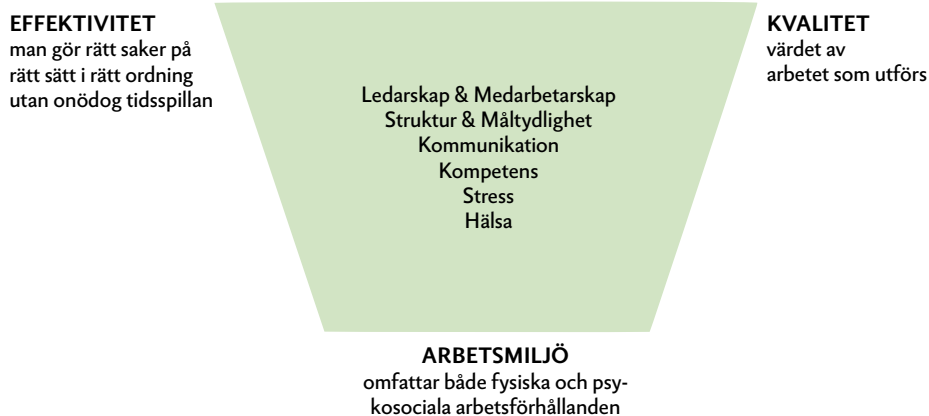 EFFEKTIVITET
man gör rätt saker på
rätt sätt i rätt ordning
utan onödog tidsspillan
KVALITET
värdet av
arbetet som utförs
Ledarskap & Medarbetarskap
Struktur & Måltydlighet
Kommunikation
Kompetens
Stress
Hälsa
ARBETSMILJÖ
omfattar både fysiska och psy-
kosociala arbetsförhållanden